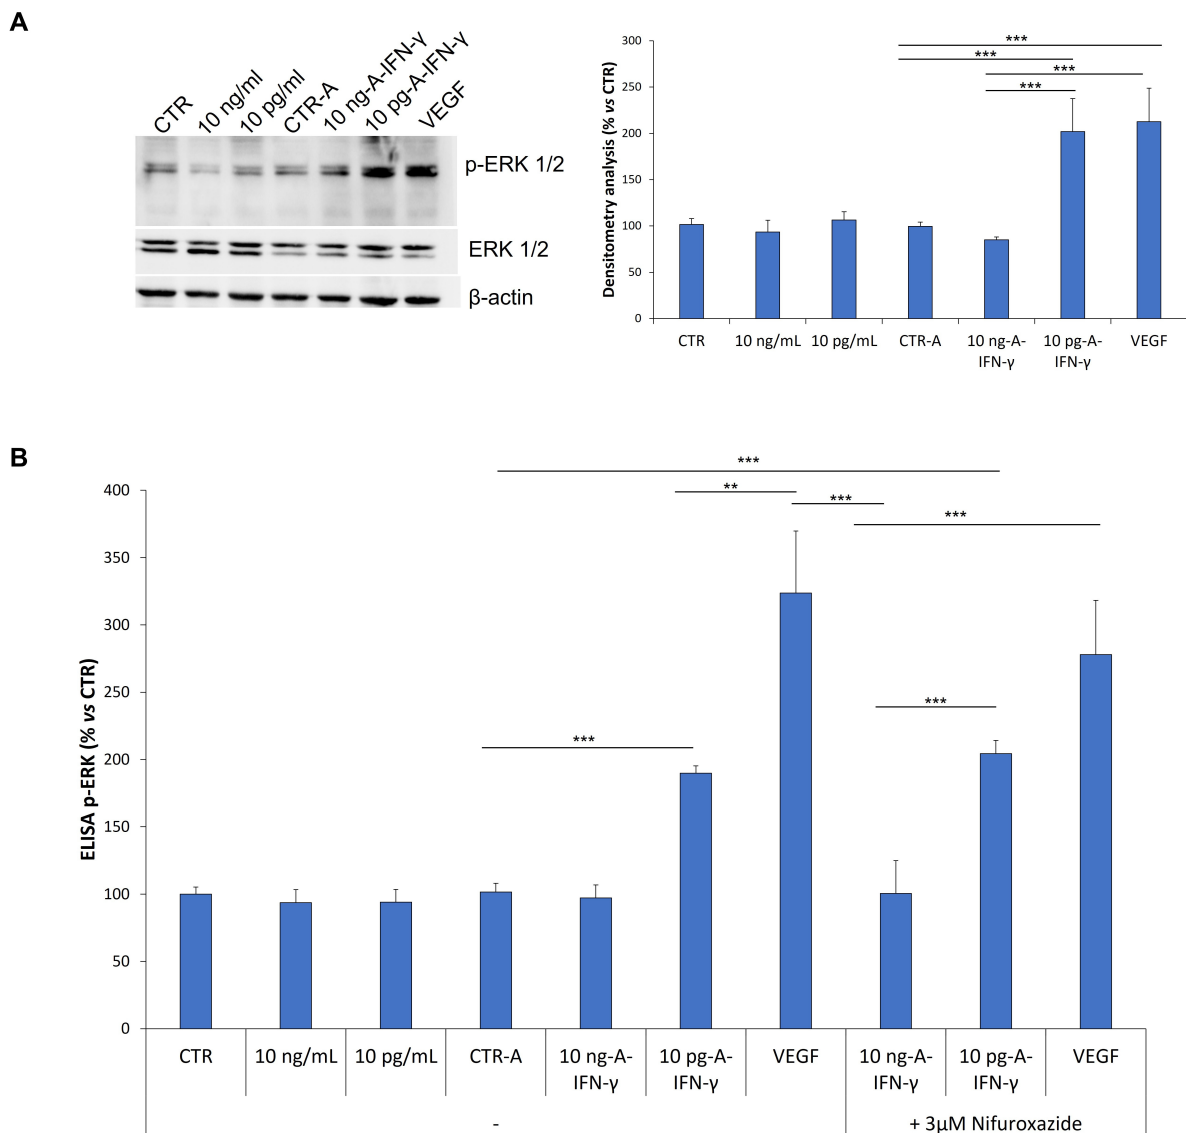 A
CTR
10 ng/ml
10 pg/ml
CTR-A
10 ng-A-IFN-γ
10 pg-A-IFN-γ
VEGF
p-ERK 1/2
ERK 1/2
β-actin
Densitometry analysis (% vs CTR)
300
250
200
150
100
50
0
***
***
***
***
CTR
10 ng/mL
10 pg/mL
CTR-A
10 ng-A-
IFN-γ
10 pg-A-
IFN-γ
VEGF
B
ELISA p-ERK (% vs CTR)
400
350
300
250
200
150
100
50
0
***
**
***
***
***
***
CTR
10 ng/mL
10 pg/mL
CTR-A
10 ng-A-
IFN-γ
10 pg-A-
IFN-γ
VEGF
10 ng-A-
IFN-γ
10 pg-A-
IFN-γ
VEGF
-
+ 3µM Nifuroxazide